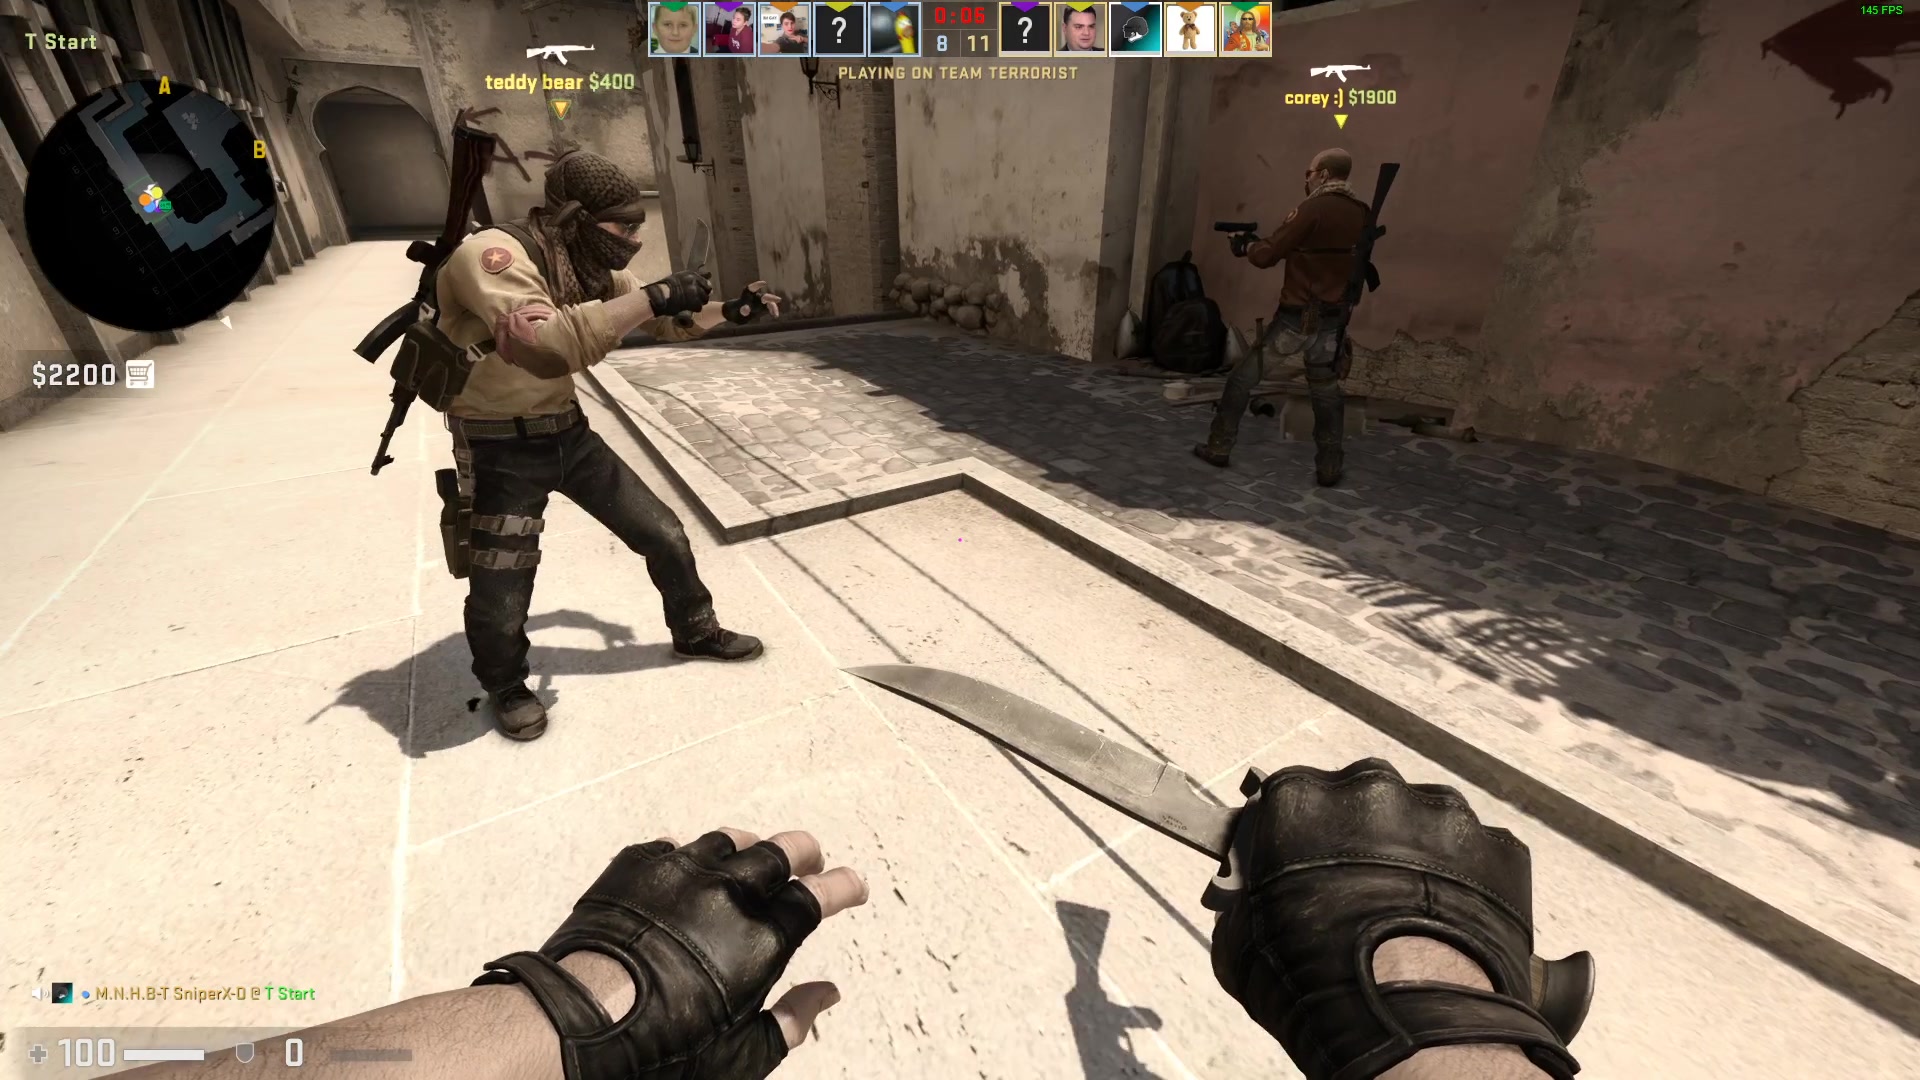 145 FPS
T Start
0:06
? 8 11 ?
PLAYING ON TEAM TERRORIST
teddy bear $400
corey :) $1900
A
B
$2200
M.N.H.B-T SniperX-D @ T Start
100 0